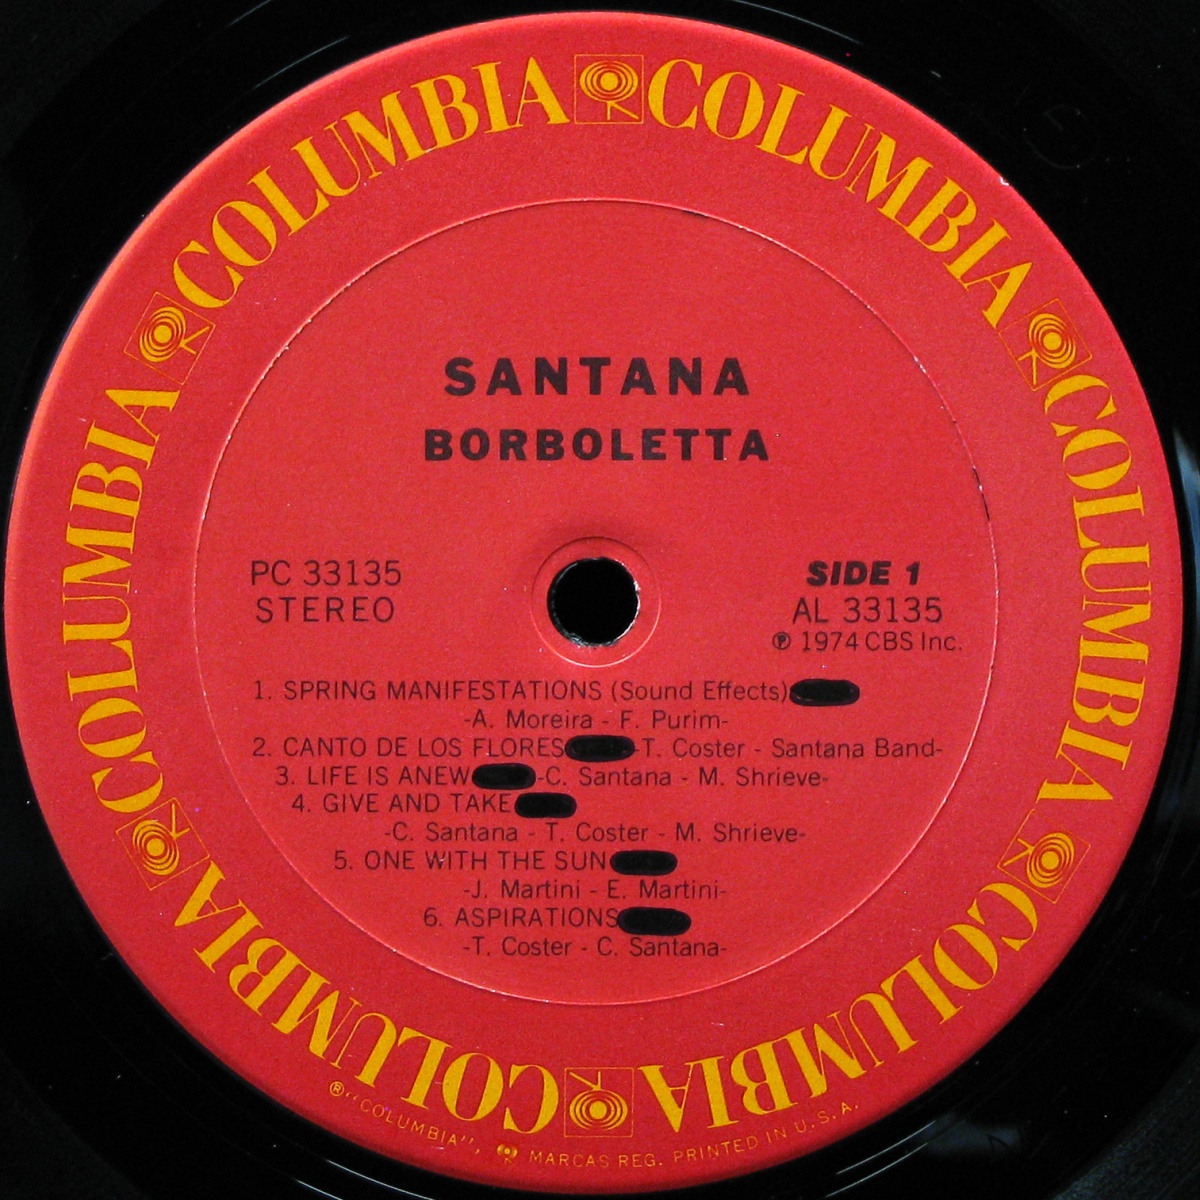 COLUMBIA COLUMBIA COLUMBIA COLUMBIA COLUMBIA COLUMBIA
SANTANA
BORBOLETTA
PC 33135
STEREO
SIDE 1
AL 33135
℗ 1974 CBS Inc.
1. SPRING MANIFESTATIONS (Sound Effects)
-A. Moreira - F. Purim-
2. CANTO DE LOS FLORES -T. Coster - Santana Band-
3. LIFE IS ANEW -C. Santana - M. Shrieve-
4. GIVE AND TAKE
-C. Santana - T. Coster - M. Shrieve-
5. ONE WITH THE SUN
-J. Martini - E. Martini-
6. ASPIRATIONS
-T. Coster - C. Santana-
® "COLUMBIA", MARCAS REG. PRINTED IN U.S.A.